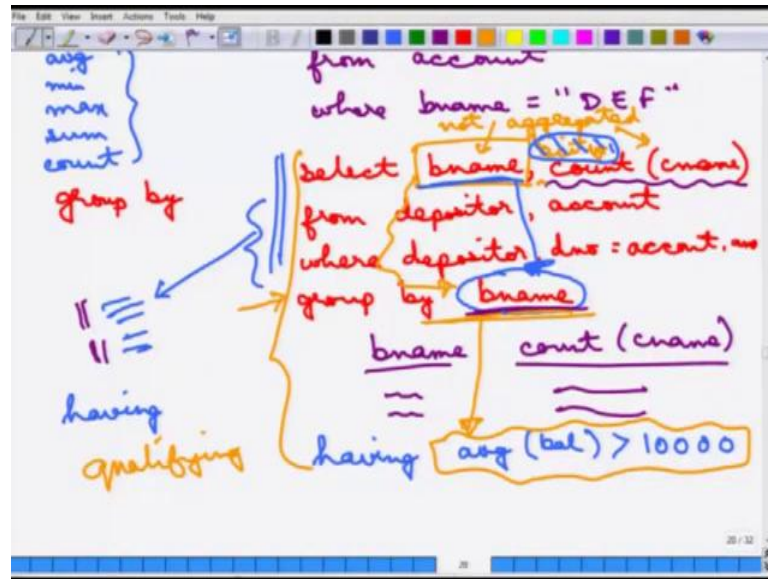 File Edit View Insert Actions Tools Help
avg
min
max
sum
count
group by
having
qualifying
from account
where bname = "DEF"
not aggregated
select bname, count (cname)
from depositor, account
where depositor. dno = accont. ano
group by bname
bname count (cname)
having avg (bal) > 10000
20 / 32
20